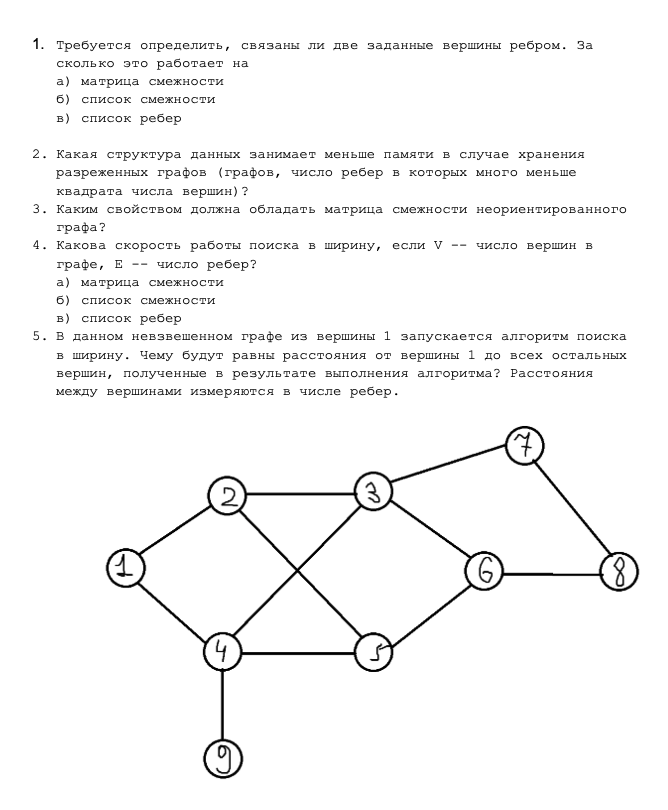 1. Требуется определить, связаны ли две заданные вершины ребром. За
сколько это работает на
а) матрица смежности
б) список смежности
в) список ребер
2. Какая структура данных занимает меньше памяти в случае хранения
разреженных графов (графов, число ребер в которых много меньше
квадрата числа вершин)?
3. Каким свойством должна обладать матрица смежности неориентированного
графа?
4. Какова скорость работы поиска в ширину, если V -- число вершин в
графе, E -- число ребер?
а) матрица смежности
б) список смежности
в) список ребер
5. В данном невзвешенном графе из вершины 1 запускается алгоритм поиска
в ширину. Чему будут равны расстояния от вершины 1 до всех остальных
вершин, полученные в результате выполнения алгоритма? Расстояния
между вершинами измеряются в числе ребер.
7
2
3
1
6
8
4
5
9